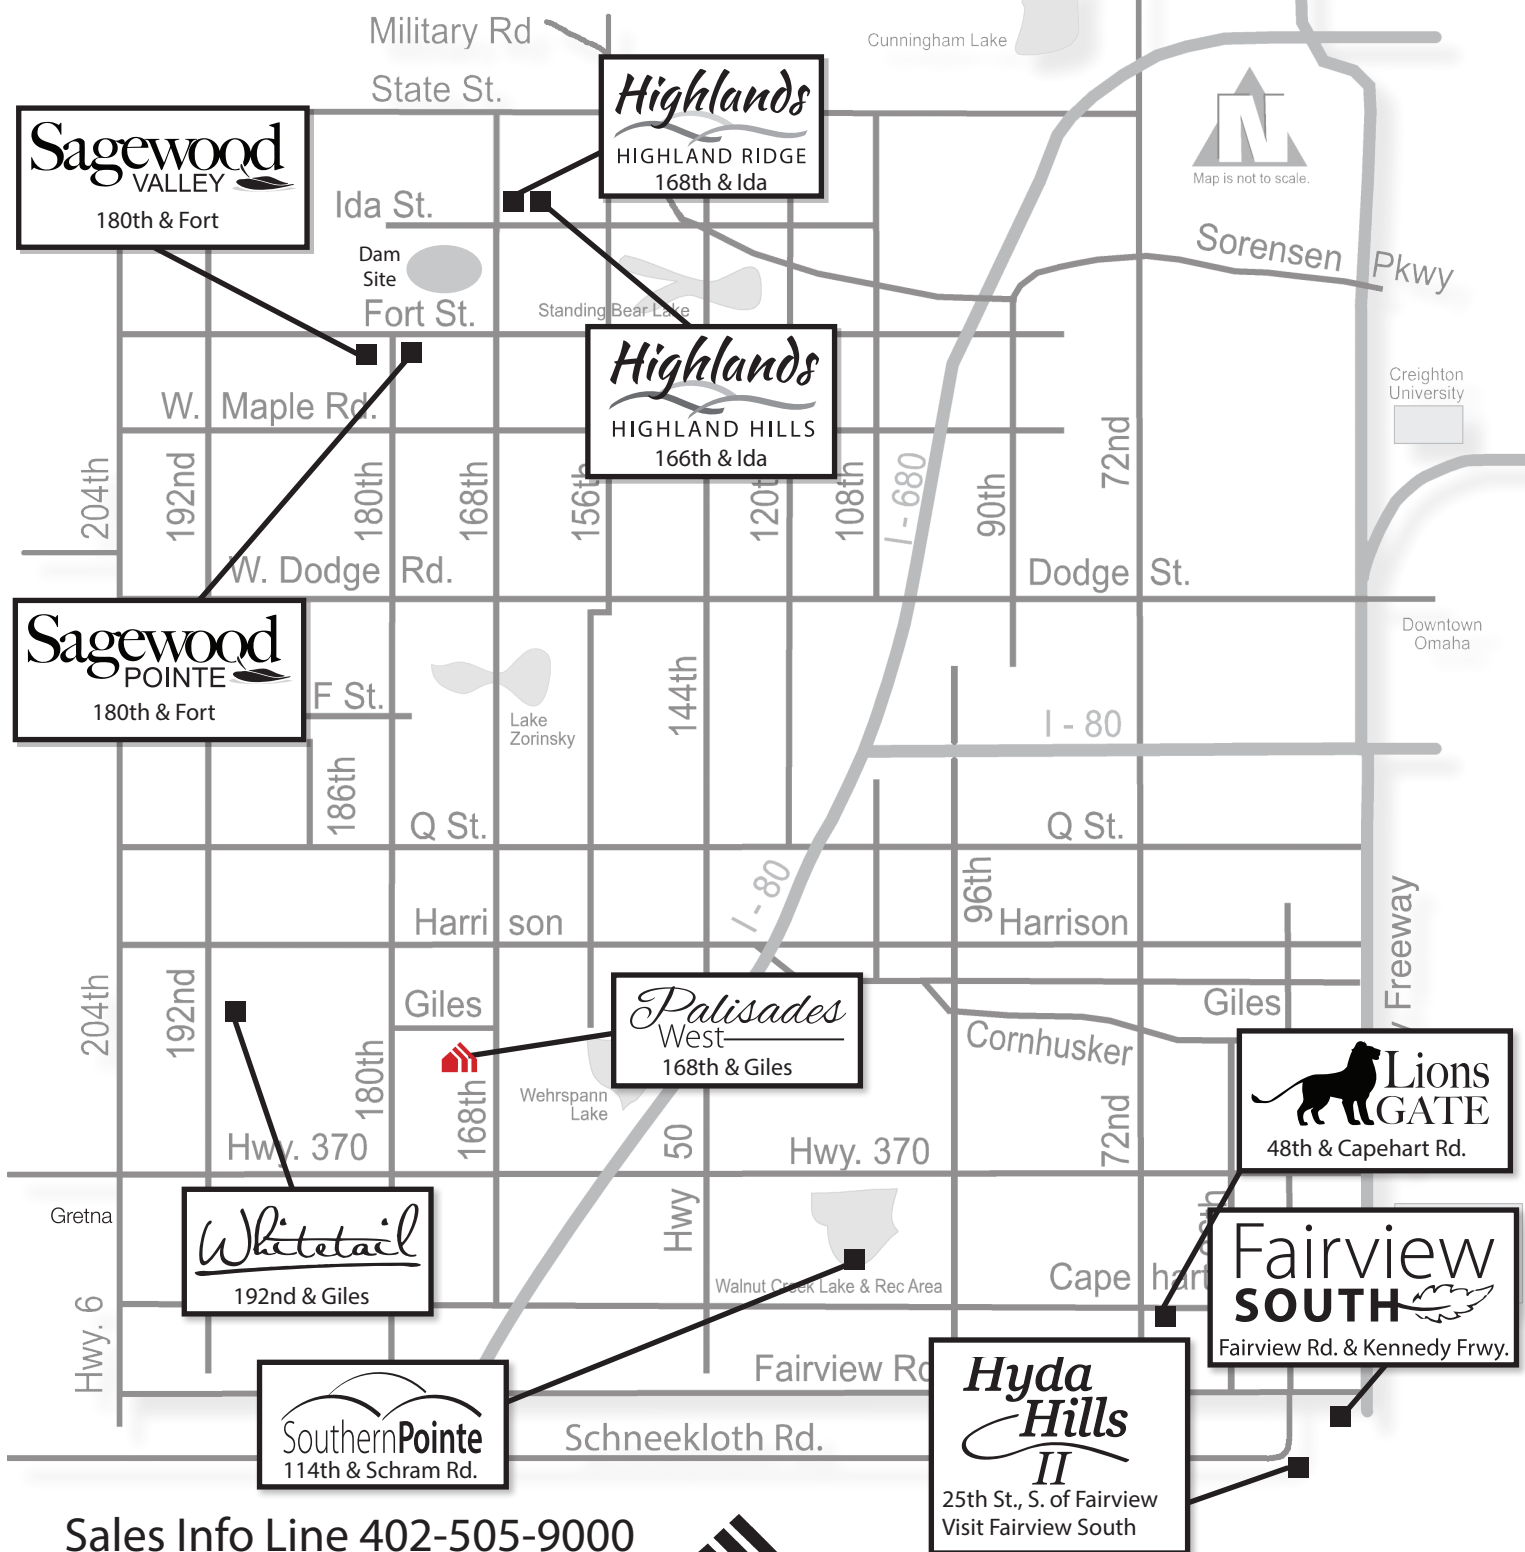 Military Rd
Cunningham Lake
State St.
Highlands
HIGHLAND RIDGE
168th & Ida
N
Map is not to scale.
Sagewood
VALLEY
180th & Fort
Ida St.
Dam
Site
Fort St.
Standing Bear Lake
Sorensen Pkwy
Highlands
HIGHLAND HILLS
166th & Ida
Creighton
University
W. Maple Rd.
204th
192nd
180th
168th
156th
120t
108th
I - 680
90th
72nd
W. Dodge Rd.
Dodge St.
Downtown
Omaha
Sagewood
POINTE
180th & Fort
F St.
Lake
Zorinsky
144th
I - 80
186th
Q St.
Q St.
I - 80
96th
Harrison
Harrison
Freeway
204th
192nd
Giles
Palisades
West
168th & Giles
Giles
Cornhusker
180th
168th
Wehrspann
Lake
Lions
GATE
48th & Capehart Rd.
Hwy. 370
50
Hwy
Hwy. 370
72nd
Gretna
Whitetail
192nd & Giles
Walnut Creek Lake & Rec Area
Cape hart
Fairview
SOUTH
Fairview Rd. & Kennedy Frwy.
Hwy. 6
Fairview Rd
SouthernPointe
114th & Schram Rd.
Schneekloth Rd.
Hyda
Hills
II
25th St., S. of Fairview
Visit Fairview South
Sales Info Line 402-505-9000